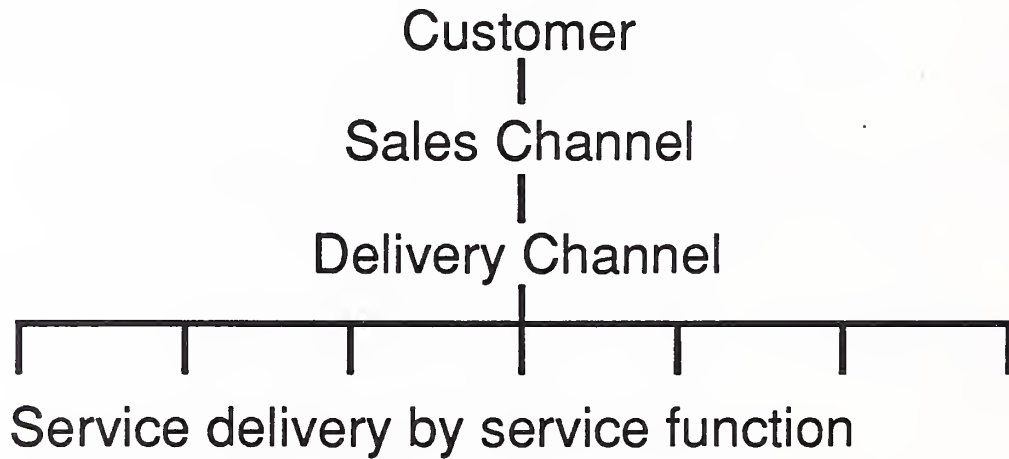 Customer
Sales Channel
Delivery Channel
Service delivery by service function